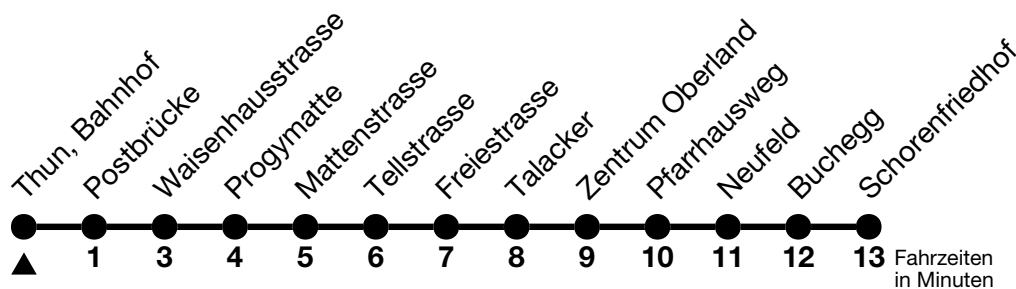 Thun, Bahnhof
Postbrücke
Waisenhausstrasse
Progymatte
Mattenstrasse
Tellstrasse
Freiestrasse
Talacker
Zentrum Oberland
Pfarrhausweg
Neufeld
Buchegg
Schorenfriedhof
1 3 4 5 6 7 8 9 10 11 12 13 Fahrzeiten
in Minuten